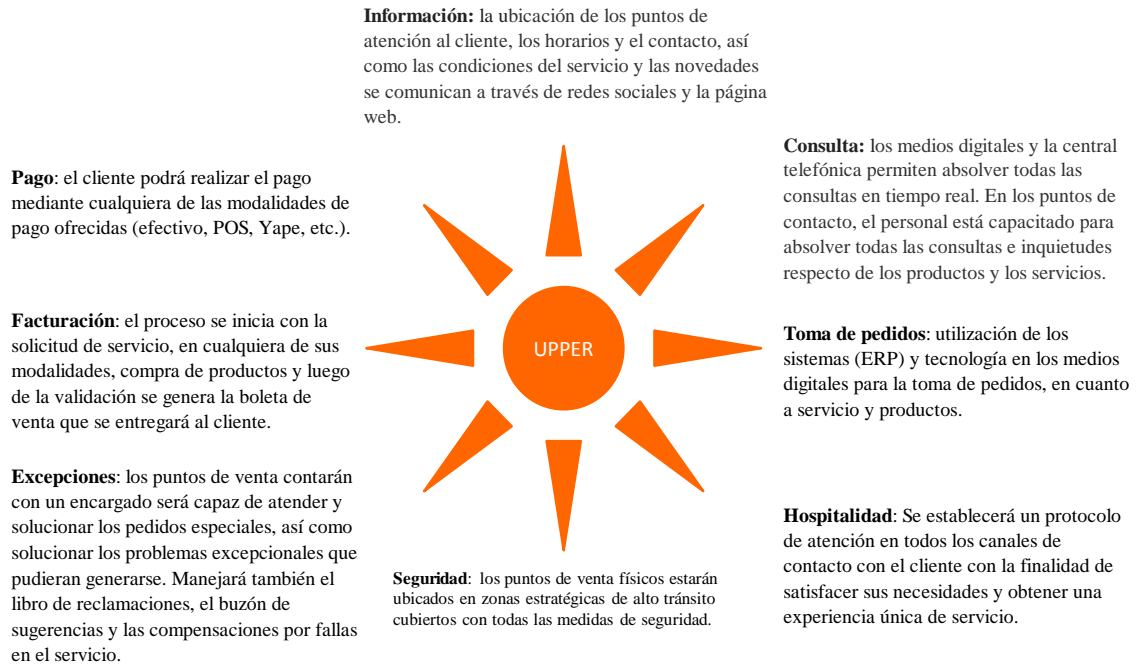 Información: la ubicación de los puntos de
atención al cliente, los horarios y el contacto, así
como las condiciones del servicio y las novedades
se comunican a través de redes sociales y la página
web.
Consulta: los medios digitales y la central
telefónica permiten absolver todas las
consultas en tiempo real. En los puntos de
contacto, el personal está capacitado para
absolver todas las consultas e inquietudes
respecto de los productos y los servicios.
Pago: el cliente podrá realizar el pago
mediante cualquiera de las modalidades de
pago ofrecidas (efectivo, POS, Yape, etc.).
Facturación: el proceso se inicia con la
solicitud de servicio, en cualquiera de sus
modalidades, compra de productos y luego
de la validación se genera la boleta de
venta que se entregará al cliente.
UPPER
Toma de pedidos: utilización de los
sistemas (ERP) y tecnología en los medios
digitales para la toma de pedidos, en cuanto
a servicio y productos.
Excepciones: los puntos de venta contarán
con un encargado será capaz de atender y
solucionar los pedidos especiales, así como
solucionar los problemas excepcionales que
pudieran generarse. Manejará también el
libro de reclamaciones, el buzón de
sugerencias y las compensaciones por fallas
en el servicio.
Seguridad: los puntos de venta físicos estarán
ubicados en zonas estratégicas de alto tránsito
cubiertos con todas las medidas de seguridad.
Hospitalidad: Se establecerá un protocolo
de atención en todos los canales de
contacto con el cliente con la finalidad de
satisfacer sus necesidades y obtener una
experiencia única de servicio.